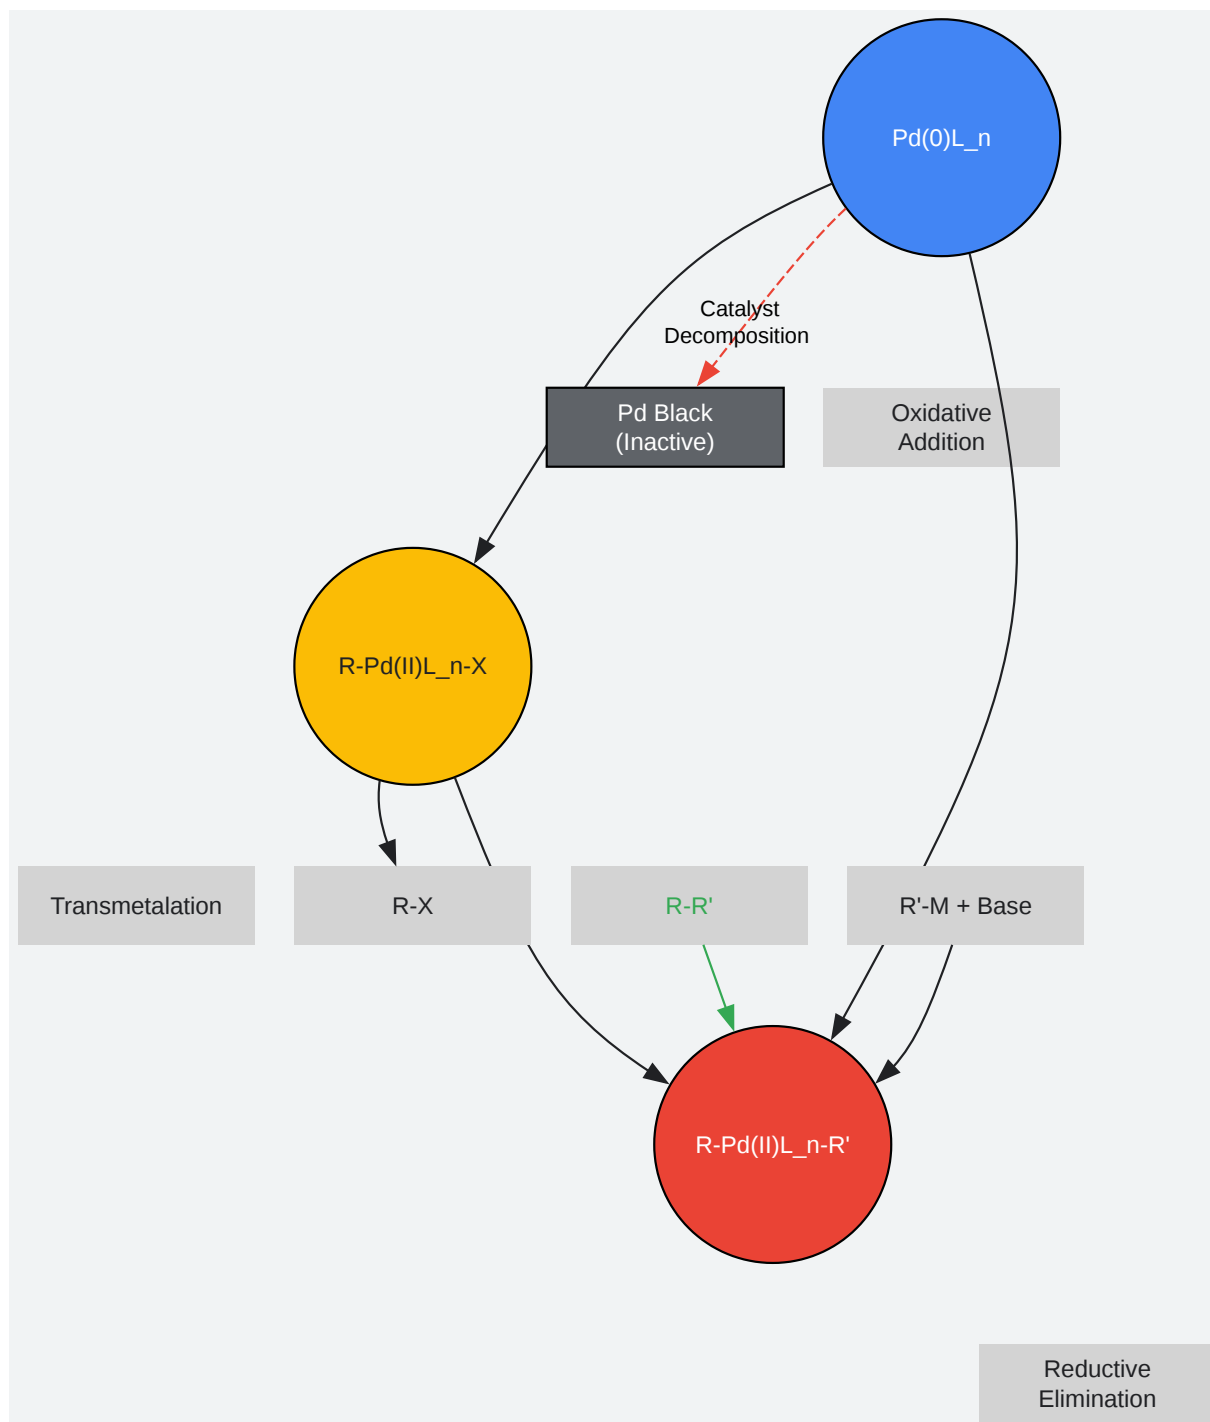 Pd(0)L_n
Catalyst
Decomposition
Pd Black
(Inactive)
Oxidative
Addition
R-Pd(II)L_n-X
Transmetalation
R-X
R-R'
R'-M + Base
R-Pd(II)L_n-R'
Reductive
Elimination